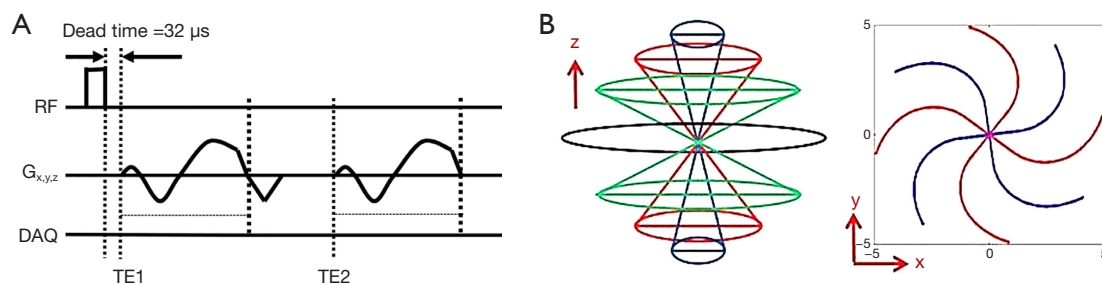 A
Dead time =32 μs
RF
Gx,y,z
DAQ
TE1
TE2
B
z
5
0
-5
-5
0
5
y
x